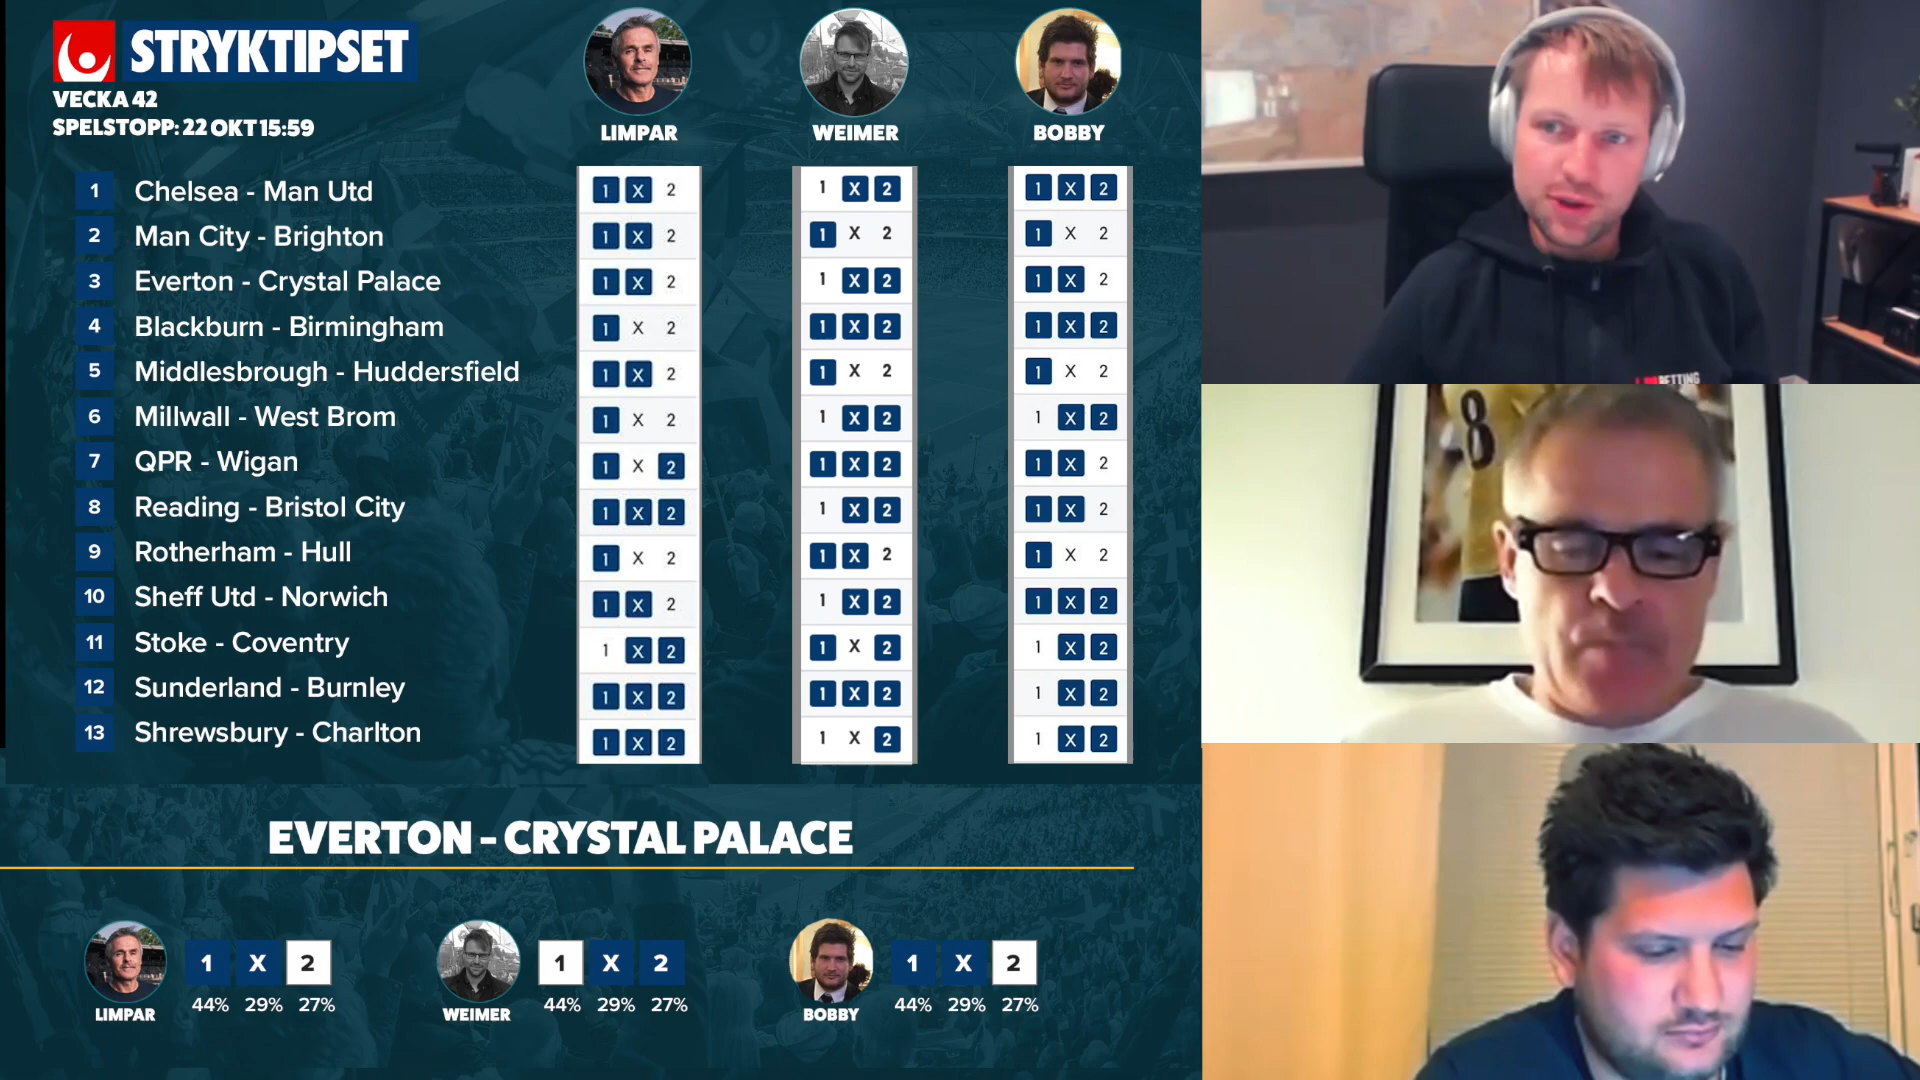 STRYKTIPSET
VECKA 42
SPELSTOPP: 22 OKT 15:59
LIMPAR WEIMER BOBBY
1 Chelsea - Man Utd 1 X 2 1 X 2 1 X 2
2 Man City - Brighton 1 X 2 1 X 2 1 X 2
3 Everton - Crystal Palace 1 X 2 1 X 2 1 X 2
4 Blackburn - Birmingham 1 X 2 1 X 2 1 X 2
5 Middlesbrough - Huddersfield 1 X 2 1 X 2 1 X 2
6 Millwall - West Brom 1 X 2 1 X 2 1 X 2
7 QPR - Wigan 1 X 2 1 X 2 1 X 2
8 Reading - Bristol City 1 X 2 1 X 2 1 X 2
9 Rotherham - Hull 1 X 2 1 X 2 1 X 2
10 Sheff Utd - Norwich 1 X 2 1 X 2 1 X 2
11 Stoke - Coventry 1 X 2 1 X 2 1 X 2
12 Sunderland - Burnley 1 X 2 1 X 2 1 X 2
13 Shrewsbury - Charlton 1 X 2 1 X 2 1 X 2
EVERTON - CRYSTAL PALACE
1 X 2 1 X 2 1 X 2
44% 29% 27% 44% 29% 27% 44% 29% 27%
LIMPAR WEIMER BOBBY
8